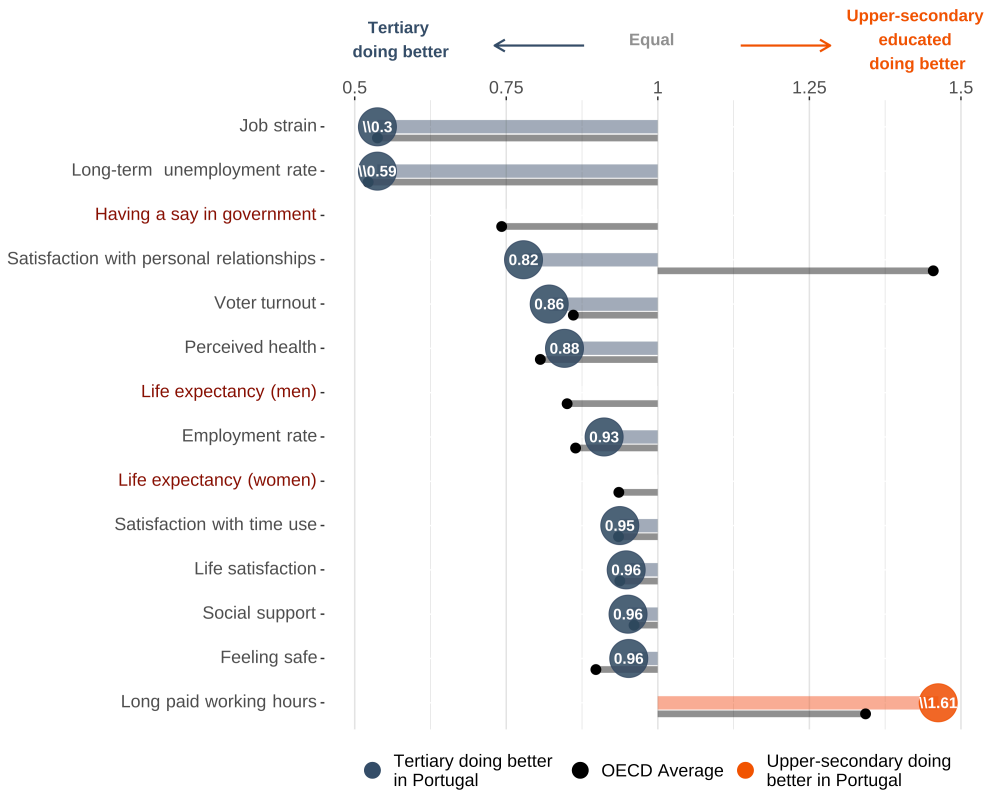 Tertiary
doing better
Equal
Upper-secondary
educated
doing better
0.5 0.75 1 1.25 1.5
Job strain - \\0.3
Long-term unemployment rate - \\0.59
Having a say in government -
Satisfaction with personal relationships - 0.82
Voter turnout - 0.86
Perceived health - 0.88
Life expectancy (men) -
Employment rate - 0.93
Life expectancy (women) -
Satisfaction with time use - 0.95
Life satisfaction - 0.96
Social support - 0.96
Feeling safe - 0.96
Long paid working hours - \\1.61
Tertiary doing better
in Portugal
OECD Average
Upper-secondary doing
better in Portugal